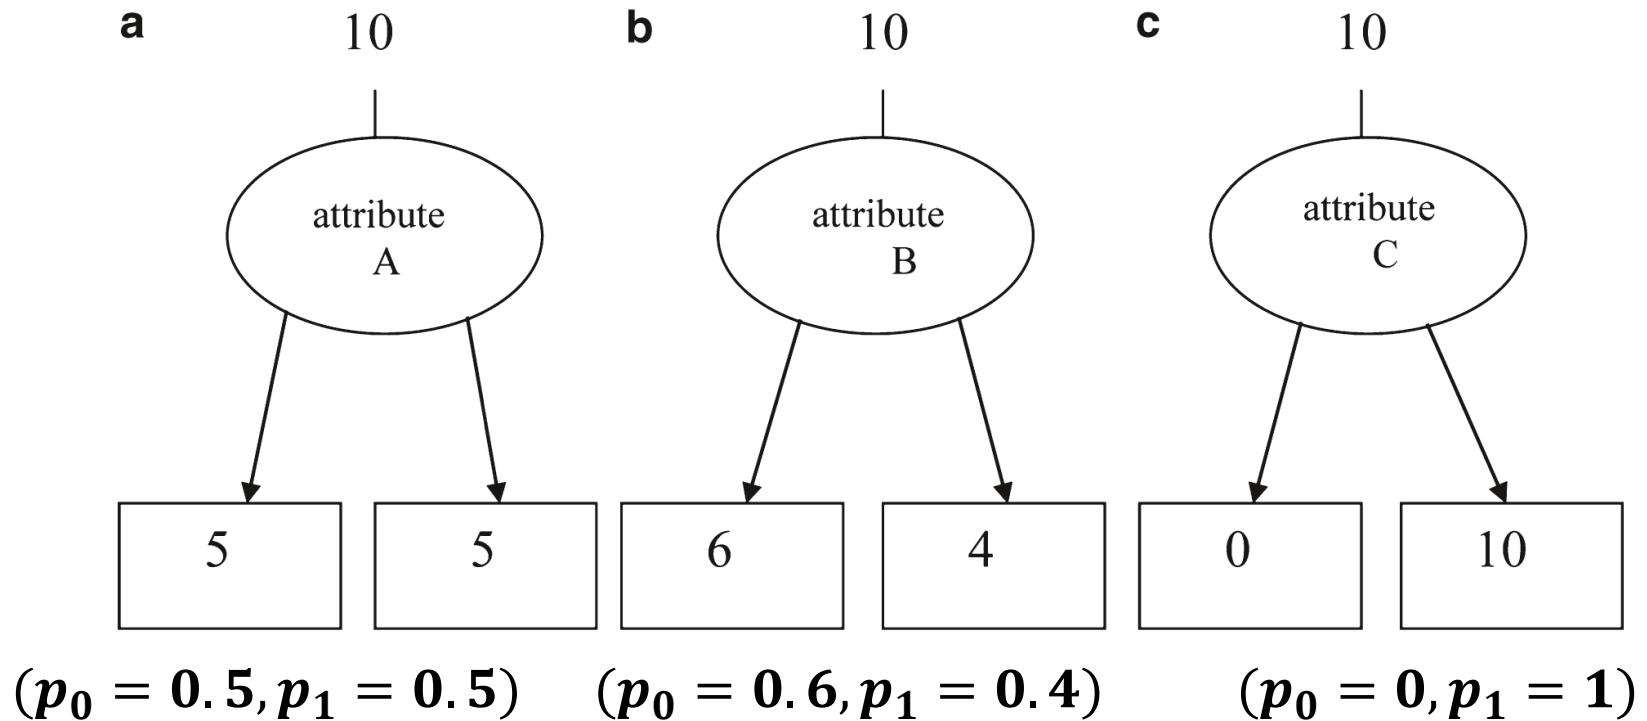 a
10
attribute
A
5 5
(p₀ = 0.5, p₁ = 0.5)
b
10
attribute
B
6 4
(p₀ = 0.6, p₁ = 0.4)
c
10
attribute
C
0 10
(p₀ = 0, p₁ = 1)